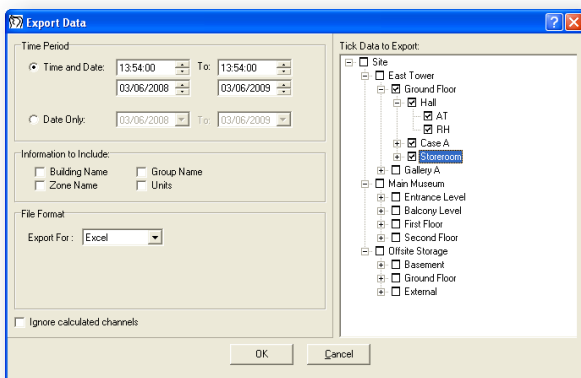 Export Data
Time Period
Time and Date: 13:54:00 To: 13:54:00
03/06/2008 03/06/2009
Date Only: 03/06/2008 To: 03/06/2009
Information to Include:
Building Name Group Name
Zone Name Units
File Format
Export For : Excel
Ignore calculated channels
Tick Data to Export:
Site
East Tower
Ground Floor
Hall
AT
RH
Case A
Storeroom
Gallery A
Main Museum
Entrance Level
Balcony Level
First Floor
Second Floor
Offsite Storage
Basement
Ground Floor
External
OK Cancel